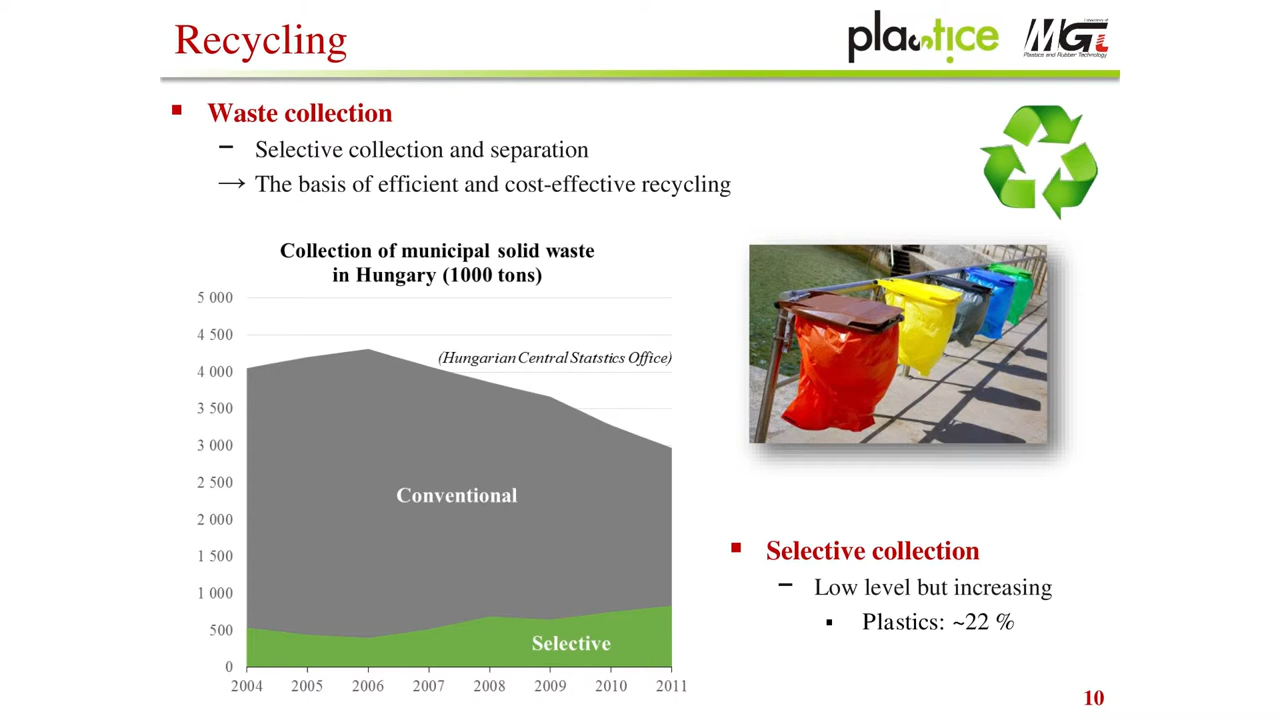 Recycling
plastice
Laboratory of
MGT
Plastics and Rubber Technology
Waste collection
Selective collection and separation
→ The basis of efficient and cost-effective recycling
Collection of municipal solid waste
in Hungary (1000 tons)
5 000
4 500
(Hungarian Central Statstics Office)
4 000
3 500
3 000
2 500
Conventional
2 000
1 500
1 000
500
Selective
0
2004 2005 2006 2007 2008 2009 2010 2011
Selective collection
Low level but increasing
Plastics: ~22 %
10